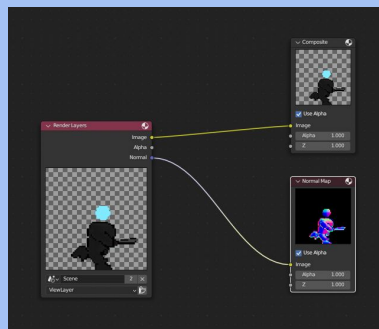 Composite
Use Alpha
Image
Alpha 1.000
Z 1.000
Render Layers
Image
Alpha
Normal
Scene 2
ViewLayer
Normal Map
Use Alpha
Image
Alpha 1.000
Z 1.000